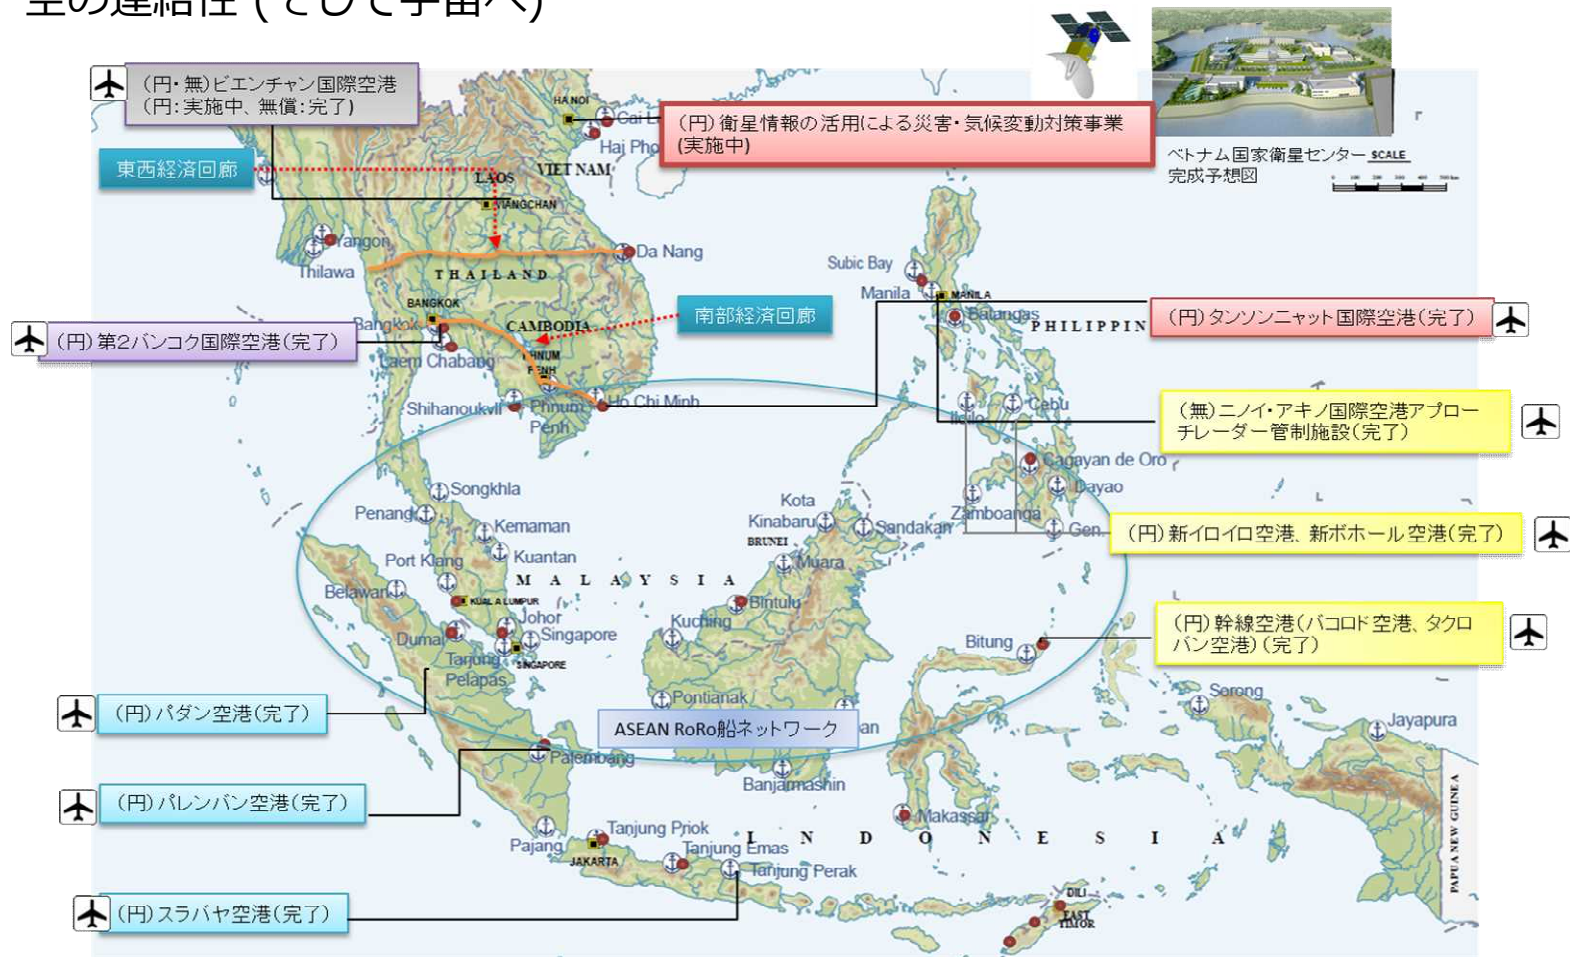 空の連結性 (そして宇宙へ)
(円・無)ビエンチャン国際空港
(円：実施中、無償：完了)
(円)衛星情報の活用による災害・気候変動対策事業
(実施中)
ベトナム国家衛星センター
完成予想図
SCALE
東西経済回廊
HANOI
Hai Pho
VIET NAM
LAOS
VIANGCHAN
Yangon
Thilawa
Da Nang
THAILAND
Subic Bay
Manila
MANILA
Batangas
PHILIPPIN
BANGKOK
Bangkok
CAMBODIA
南部経済回廊
(円)タンソンニャット国際空港(完了)
(円)第2バンコク国際空港(完了)
Laem Chabang
PHNUM
PENH
Shihanoukvil
Phnum
Penh
Ho Chi Minh
Iloilo
Cebu
(無)ニノイ・アキノ国際空港アプロー
チレーダー管制施設(完了)
Cagayan de Oro
Davao
Zamboanga
Gen.
(円)新イロイロ空港、新ボホール空港(完了)
Songkhla
Penang
Kemaman
Kuantan
Port Klang
Kota
Kinabaru
Sandakan
BRUNEI
Muara
MALAYSIA
Belawan
KUALA LUMPUR
Johor
Singapore
SINGAPORE
Dumai
Tanjung
Pelapas
Bintulu
Kuching
Bitung
(円)幹線空港(バコロド空港、タクロ
バン空港)(完了)
Pontianak
Sorong
Jayapura
(円)パダン空港(完了)
ASEAN RoRo船ネットワーク
an
Palembang
Banjarmashin
(円)パレンバン空港(完了)
Makassar
Pajang
Tanjung Priok
JAKARTA
Tanjung Emas
Tanjung Perak
INDONESIA
PAPUA NEW GUINEA
(円)スラバヤ空港(完了)
DILI
EAST
TIMOR